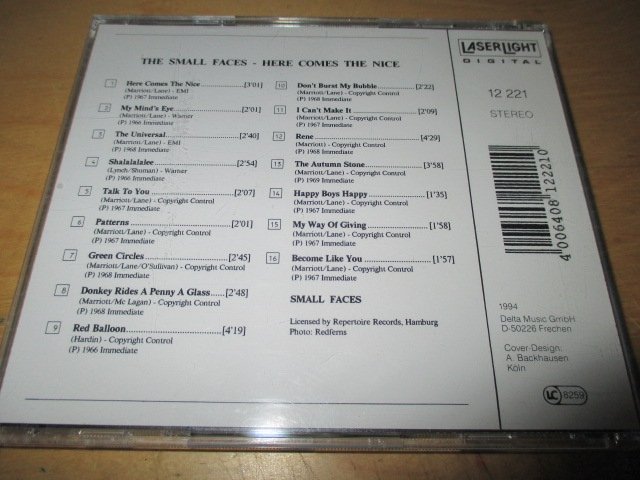 THE SMALL FACES - HERE COMES THE NICE
1 Here Comes The Nice.........[3'01]
(Marriott/Lane) - EMI
(P) 1967 Immediate
2 My Mind's Eye.........[2'01]
(Marriott/Lane) - Warner
(P) 1966 Immediate
3 The Universal.........[2'40]
(Marriott/Lane) - EMI
(P) 1968 Immediate
4 Shalalalalee.........[2'54]
(Lynch/Shuman) - Warner
(P) 1966 Immediate
5 Talk To You.........[2'07]
(Marriott/Lane) - Copyright Control
(P) 1967 Immediate
6 Patterns.........[2'01]
(Marriott/Lane) - Copyright Control
(P) 1967 Immediate
7 Green Circles.........[2'45]
(Marriott/Lane/O'Sullivan) - Copyright Control
(P) 1968 Immediate
8 Donkey Rides A Penny A Glass.......[2'48]
(Marriott/Mc Lagan) - Copyright Control
(P) 1968 Immediate
9 Red Balloon.........[4'19]
(Hardin) - Copyright Control
(P) 1966 Immediate
10 Don't Burst My Bubble.........[2'22]
(Marriott/Lane) - Copyright Control
(P) 1968 Immediate
11 I Can't Make It.........[2'09]
(Marriott/Lane) - Copyright Control
(P) 1967 Immediate
12 Rene.........[4'29]
(Marriott/Lane) - Copyright Control
(P) 1968 Immediate
13 The Autumn Stone.........[3'58]
(Marriott/Lane) - Copyright Control
(P) 1969 Immediate
14 Happy Boys Happy.........[1'35]
(Marriott/Lane) - Copyright Control
(P) 1967 Immediate
15 My Way Of Giving.........[1'58]
(Marriott/Lane) - Copyright Control
(P) 1967 Immediate
16 Become Like You.........[1'57]
(Marriott/Lane) - Copyright Control
(P) 1967 Immediate
SMALL FACES
Licensed by Repertoire Records, Hamburg
Photo: Redferns
LASERLIGHT
DIGITAL
12 221
STEREO
4 006408 122210
1994
Delta Music GmbH
D-50226 Frechen
Cover-Design:
A. Backhausen
Köln
LC 8259